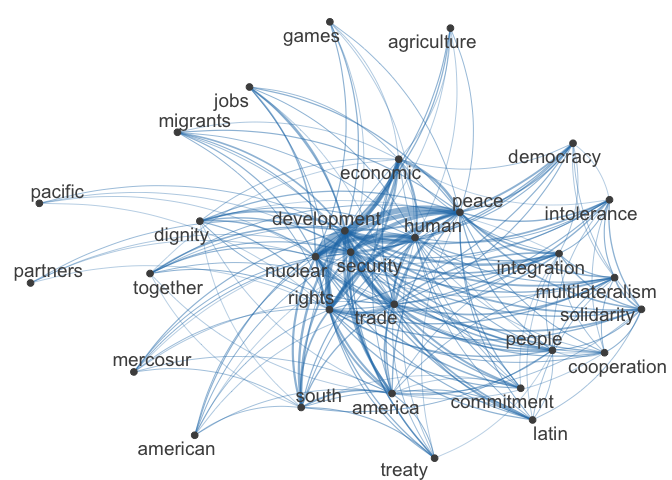 games
agriculture
jobs
migrants
economic
democracy
pacific
peace
intolerance
dignity
development
human
partners
together
nuclear
security
integration
multilateralism
rights
trade
solidarity
people
mercosur
cooperation
south
america
commitment
american
latin
treaty